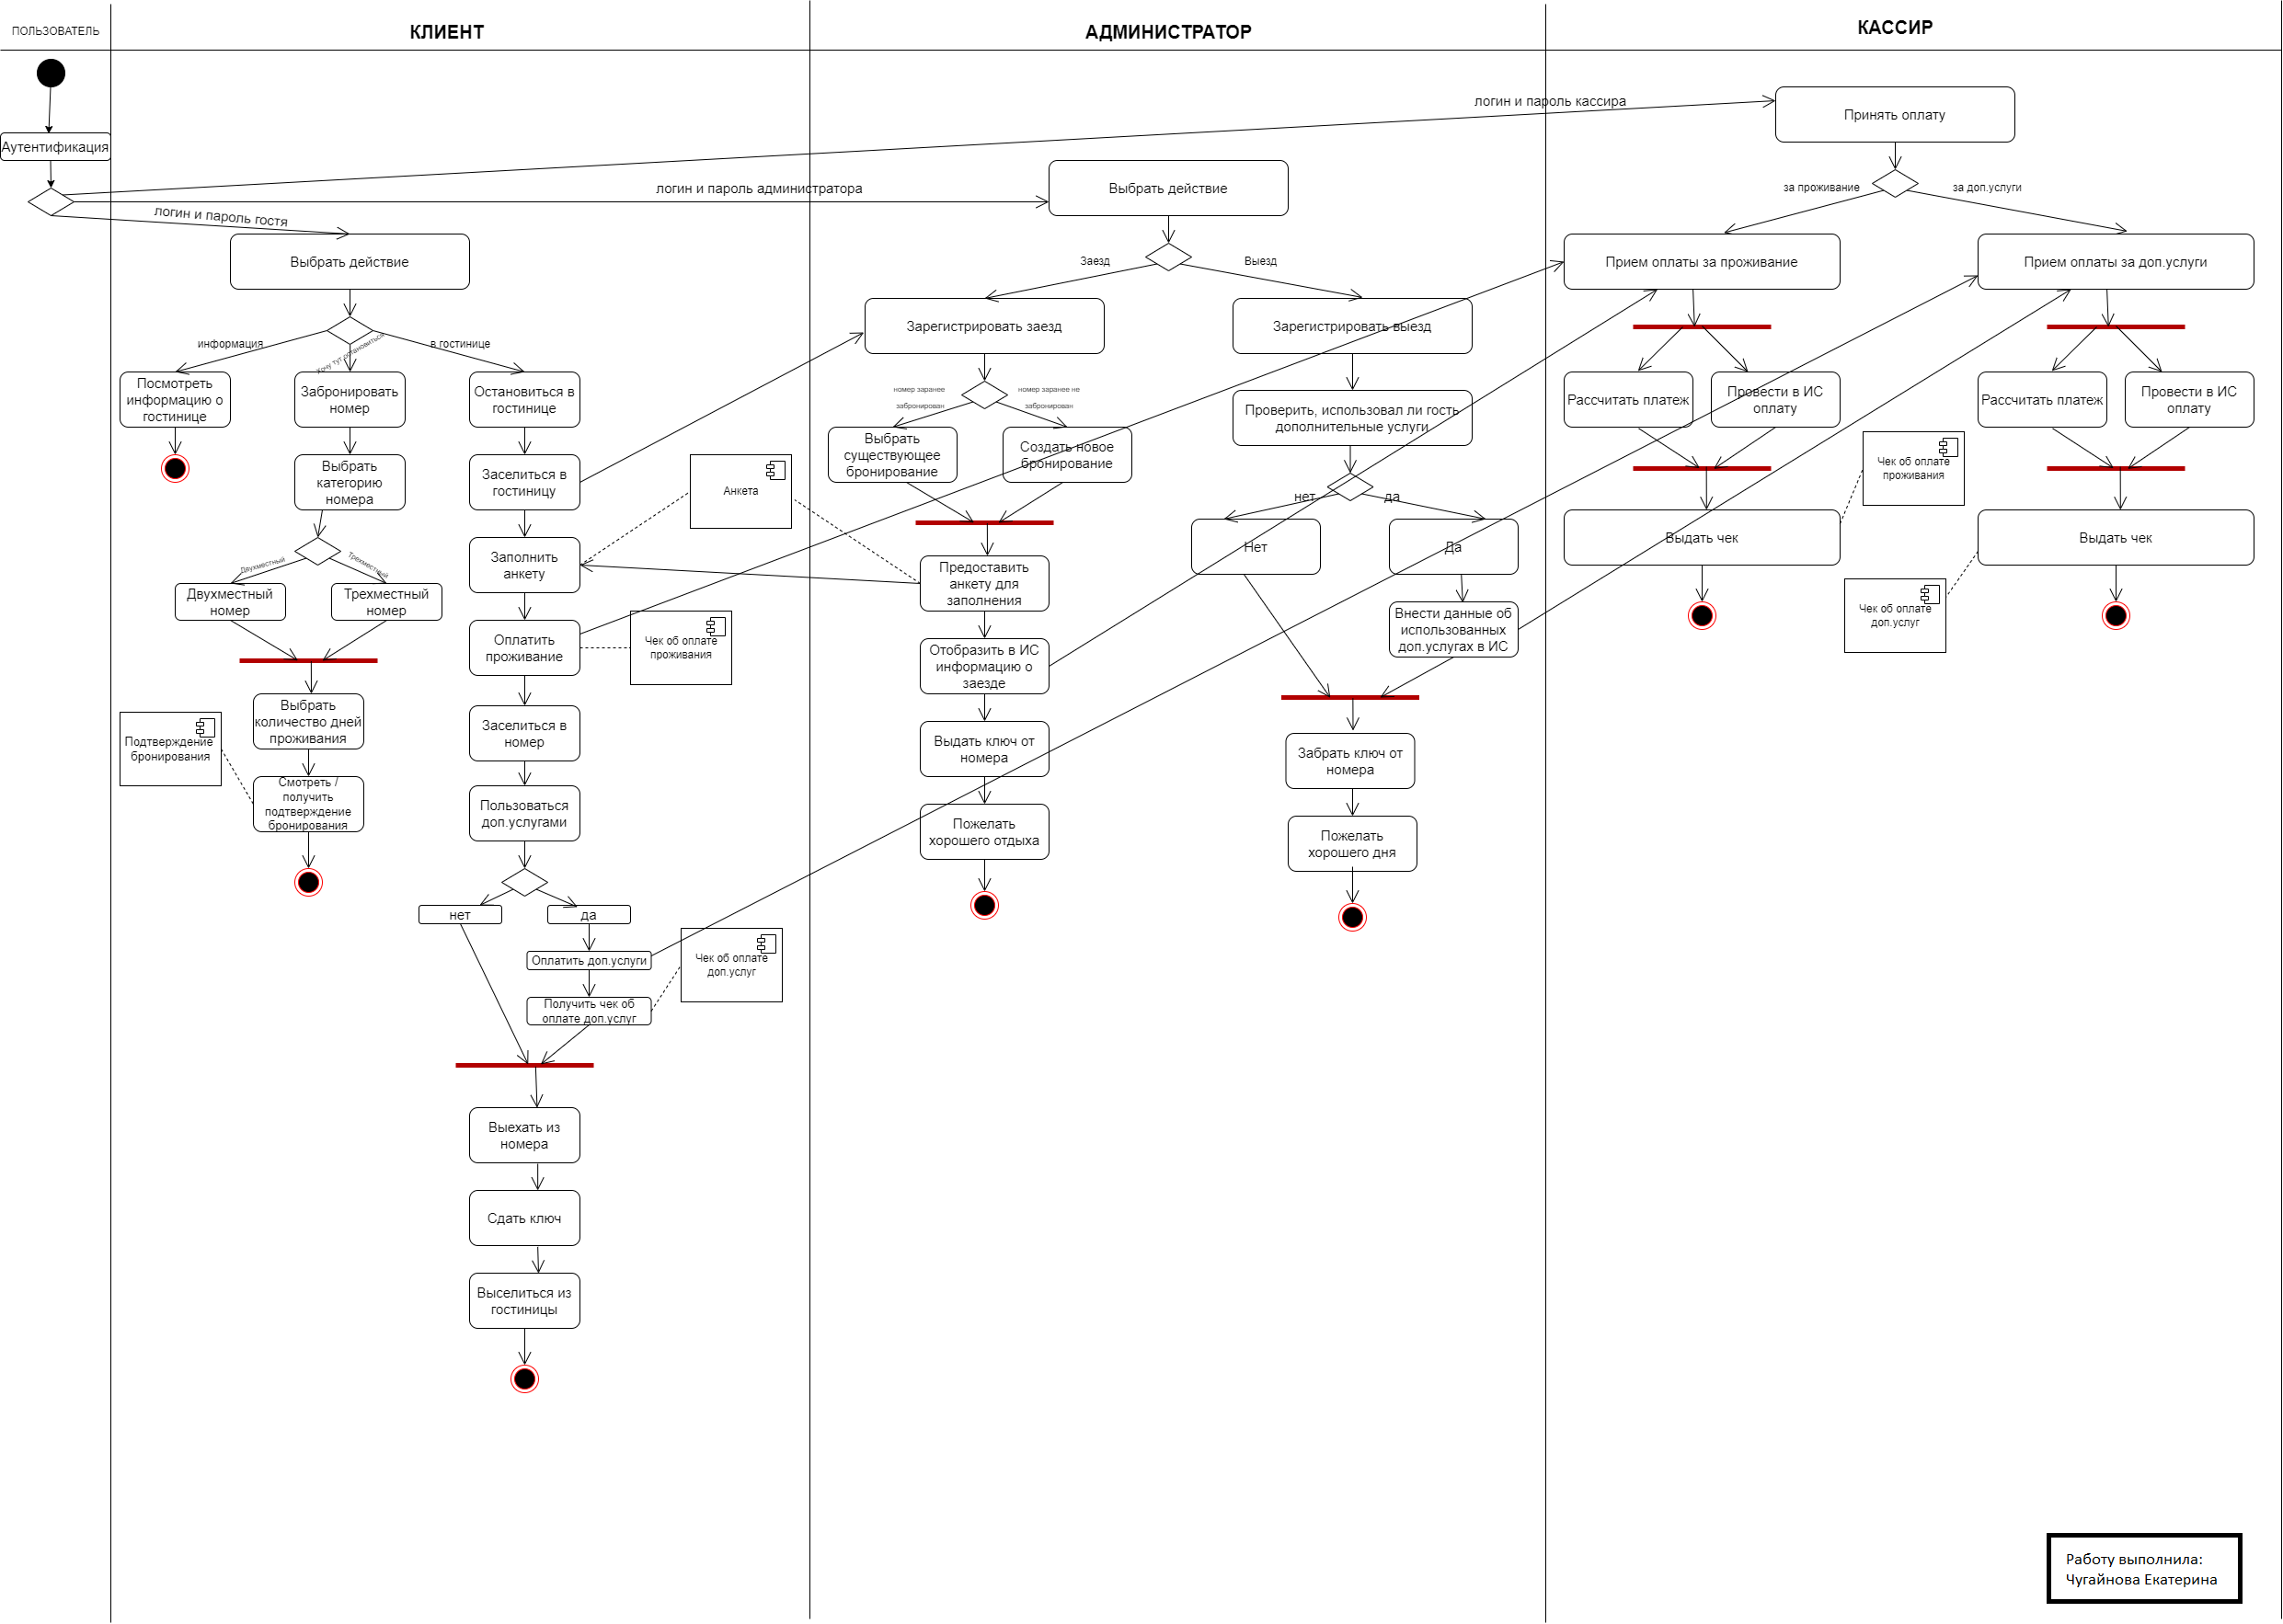 ПОЛЬЗОВАТЕЛЬ
КЛИЕНТ
АДМИНИСТРАТОР
КАССИР
Аутентификация
логин и пароль кассира
логин и пароль администратора
логин и пароль гостя
Выбрать действие
информация
Хочу тут остановиться
в гостинице
Посмотреть
информацию о
гостинице
Забронировать
номер
Остановиться в
гостинице
Выбрать
категорию
номера
Двухместный
Трехместный
Двухместный
номер
Трехместный
номер
Выбрать
количество дней
проживания
Смотреть /
получить
подтверждение
бронирования
Подтверждение
бронирования
Заселиться в
гостиницу
Заполнить
анкету
Анкета
Оплатить
проживание
Чек об оплате
проживания
Заселиться в
номер
Пользоваться
доп.услугами
нет
да
Оплатить доп.услуги
Получить чек об
оплате доп.услуг
Чек об оплате
доп.услуг
Выехать из
номера
Сдать ключ
Выселиться из
гостиницы
Выбрать действие
Заезд
Выезд
Зарегистрировать заезд
Зарегистрировать выезд
номер заранее
забронирован
номер заранее не
забронирован
Выбрать
существующее
бронирование
Создать новое
бронирование
Предоставить
анкету для
заполнения
Отобразить в ИС
информацию о
заезде
Выдать ключ от
номера
Пожелать
хорошего отдыха
Проверить, использовал ли гость
дополнительные услуги
нет
да
Нет
Да
Внести данные об
использованных
доп.услугах в ИС
Забрать ключ от
номера
Пожелать
хорошего дня
Принять оплату
за проживание
за доп.услуги
Прием оплаты за проживание
Прием оплаты за доп.услуги
Рассчитать платеж
Провести в ИС
оплату
Рассчитать платеж
Провести в ИС
оплату
Чек об оплате
проживания
Выдать чек
Выдать чек
Чек об оплате
доп.услуг
Работу выполнила:
Чугайнова Екатерина